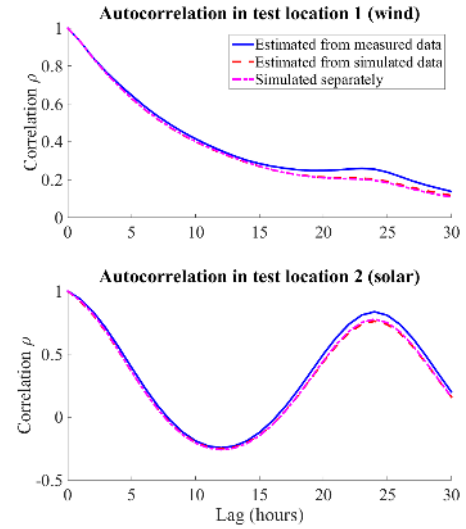 Autocorrelation in test location 1 (wind)
1
0.8
0.6
0.4
0.2
0
Correlation ρ
Estimated from measured data
Estimated from simulated data
Simulated separately
0 5 10 15 20 25 30
Autocorrelation in test location 2 (solar)
1
0.5
0
-0.5
Correlation ρ
0 5 10 15 20 25 30
Lag (hours)